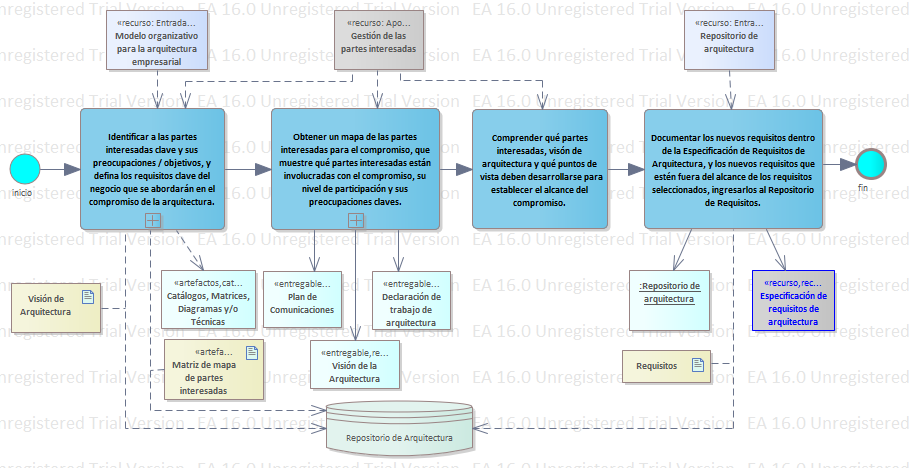 EA 16.0 Unregistered Trial Version
«recurso: Entrada...
Modelo organizativo
para la arquitectura
empresarial
«recurso: Apo...
Gestión de las
partes interesadas
«recurso: Entra...
Repositorio de
arquitectura
inicio
Identificar a las partes
interesadas clave y sus
preocupaciones / objetivos, y
defina los requisitos clave del
negocio que se abordarán en el
compromiso de la arquitectura.
Obtener un mapa de las partes
interesadas para el compromiso, que
muestre qué partes interesadas están
involucradas con el compromiso, su
nivel de participación y sus
preocupaciones claves.
Comprender qué partes
interesadas, visón de
arquitectura y qué puntos de
vista deben desarrollarse para
establecer el alcance del
compromiso.
Documentar los nuevos requisitos dentro
de la Especificación de Requisitos de
Arquitectura, y los nuevos requisitos que
estén fuera del alcance de los requisitos
seleccionados, ingresarlos al Repositorio
de Requisitos.
fin
Visión de
Arquitectura
«artefactos,cat...
Catálogos, Matrices,
Diagramas y/o
Técnicas
«entregable...
Plan de
Comunicaciones
«entregable...
Declaración de
trabajo de
arquitectura
:Repositorio de
arquitectura
«recurso,rec...
Especificación de
requisitos de
arquitectura
«artefa...
Matriz de mapa
de partes
interesadas
«entregable,re...
Visión de la
Arquitectura
Requisitos
Repositorio de Arquitectura